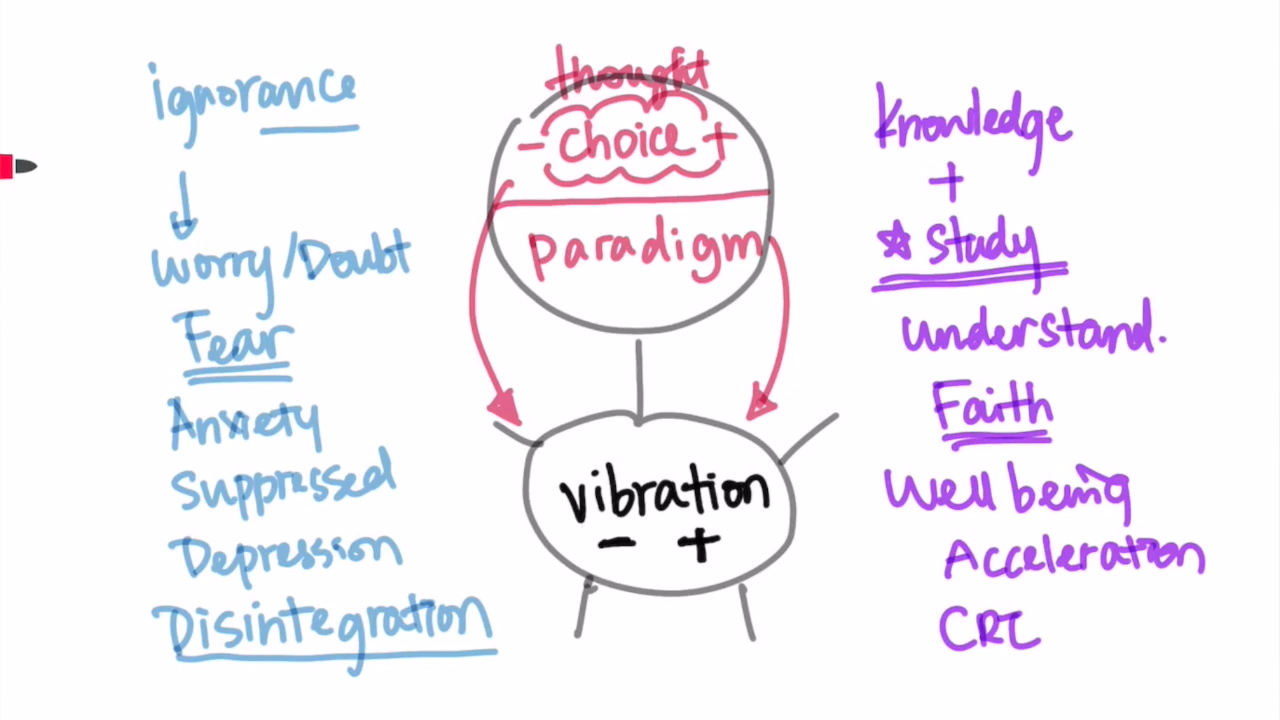 ignorance
↓
Worry/Doubt
Fear
Anxiety
Suppressed
Depression
Disintegration
thought
- choice +
paradigm
vibration
- +
Knowledge
+
☆ Study
understand.
Faith
Well being
Acceleration